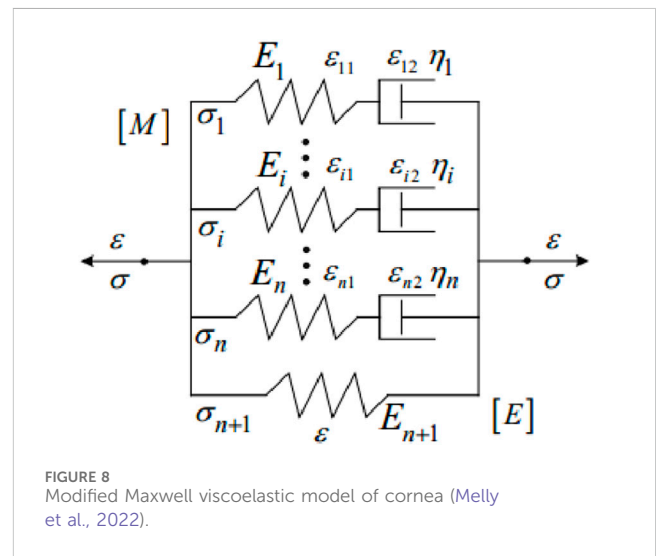 E₁ ε₁₁ ε₁₂ η₁
[M] σ₁
Eᵢ εᵢ₁ εᵢ₂ ηᵢ
σᵢ
ε ε
σ σ
Eₙ εₙ₁ εₙ₂ ηₙ
σₙ
σₙ₊₁ ε Eₙ₊₁ [E]
FIGURE 8
Modified Maxwell viscoelastic model of cornea (Melly
et al., 2022).